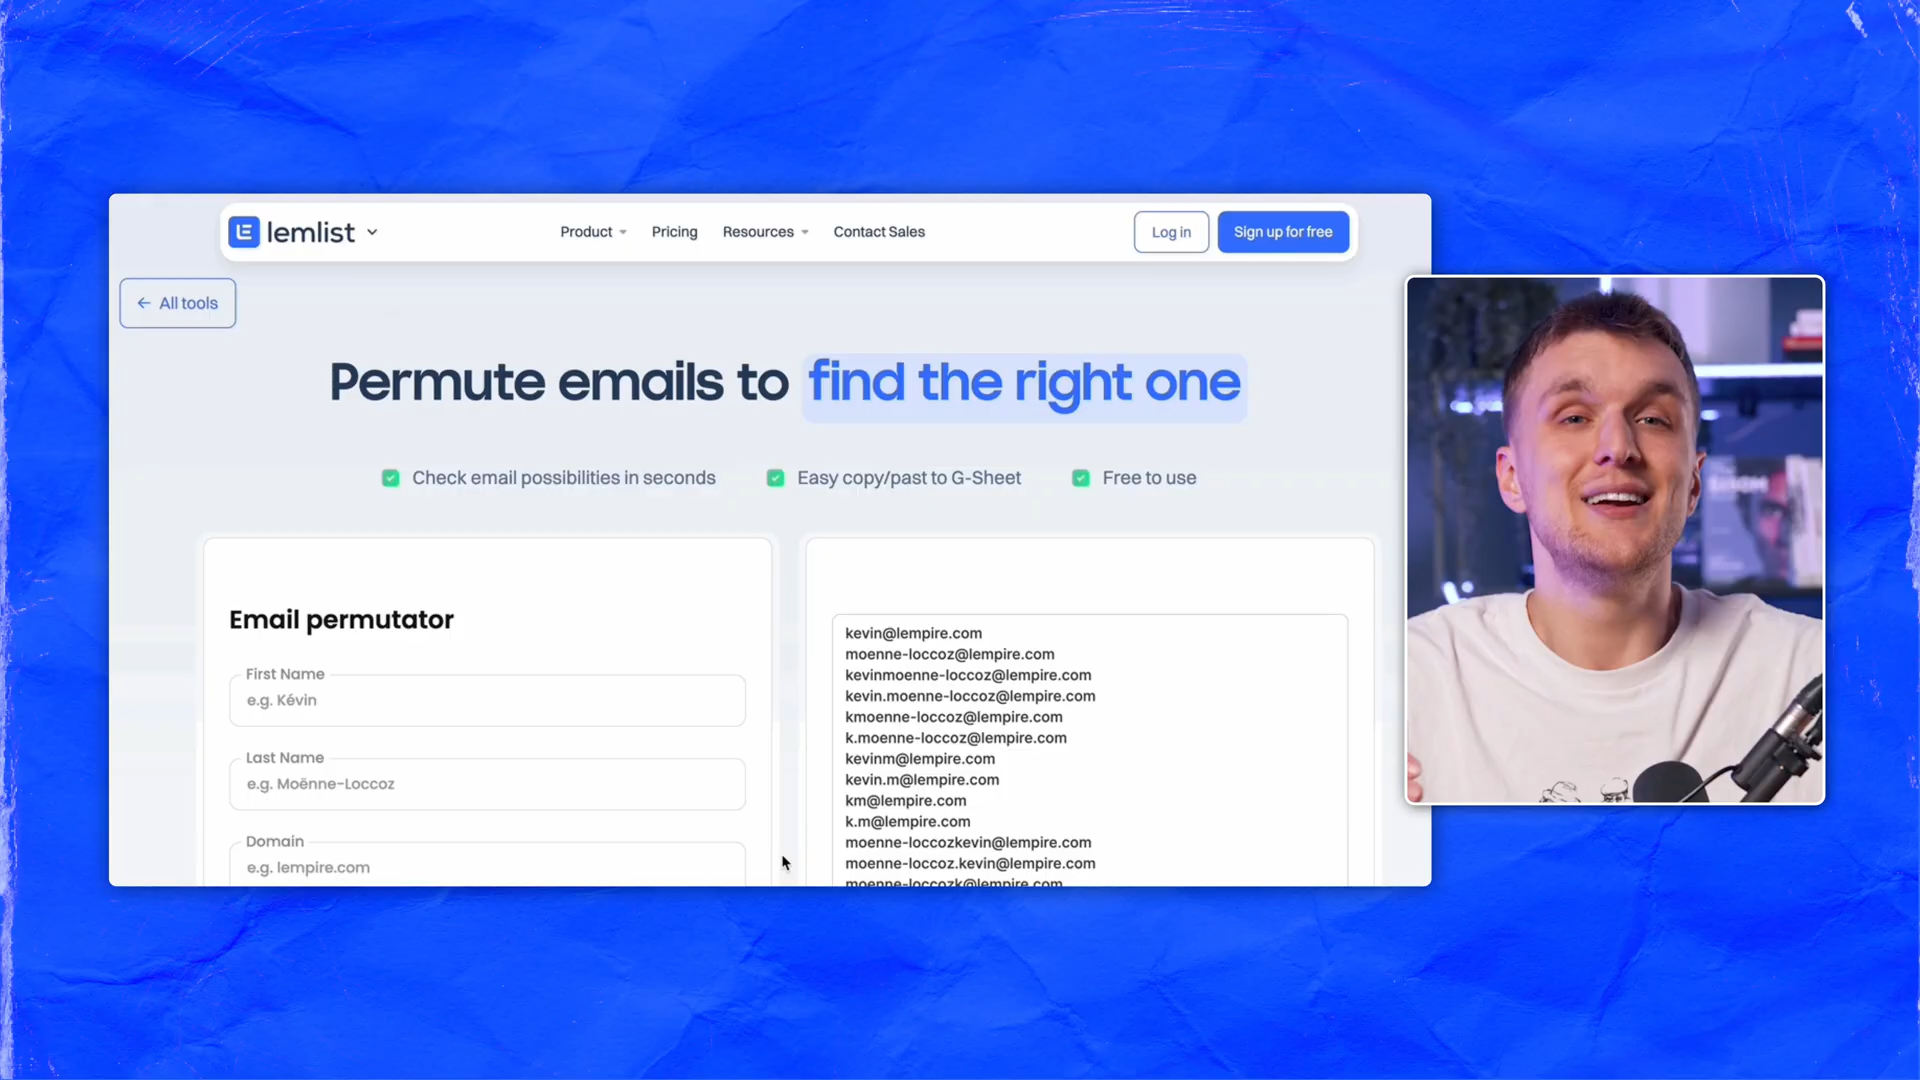 lemlist
Product
Pricing
Resources
Contact Sales
Log in
Sign up for free
← All tools
Permute emails to find the right one
Check email possibilities in seconds
Easy copy/past to G-Sheet
Free to use
Email permutator
First Name
e.g. Kévin
Last Name
e.g. Moënne-Loccoz
Domain
e.g. lempire.com
kevin@lempire.com
moenne-loccoz@lempire.com
kevinmoenne-loccoz@lempire.com
kevin.moenne-loccoz@lempire.com
kmoenne-loccoz@lempire.com
k.moenne-loccoz@lempire.com
kevinm@lempire.com
kevin.m@lempire.com
km@lempire.com
k.m@lempire.com
moenne-loccozkevin@lempire.com
moenne-loccoz.kevin@lempire.com
moenne-loccozk@lempire.com